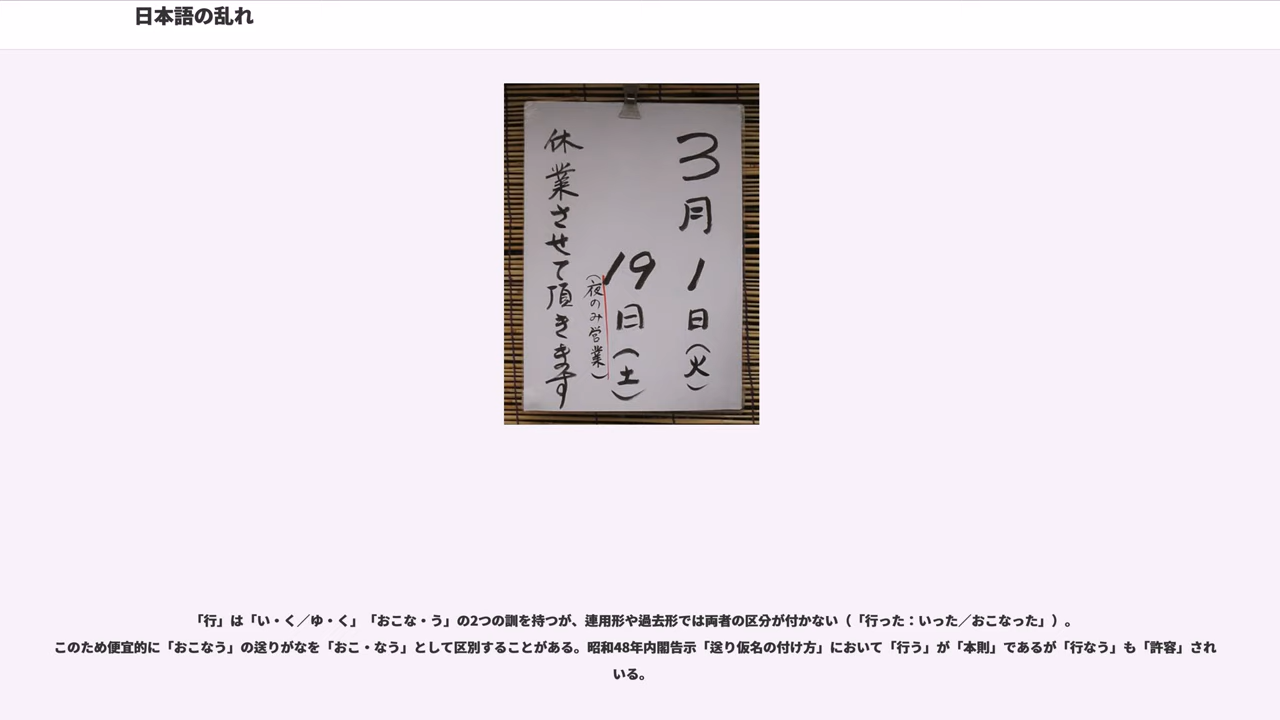 日本語の乱れ
3月1日(火)
19日(土)
(夜のみ営業)
休業させて頂きます
「行」は「い・く／ゆ・く」「おこな・う」の2つの訓を持つが、連用形や過去形では両者の区分が付かない（「行った：いった／おこなった」）。
このため便宜的に「おこなう」の送りがなを「おこ・なう」として区別することがある。昭和48年内閣告示「送り仮名の付け方」において「行う」が「本則」であるが「行なう」も「許容」され
いる。